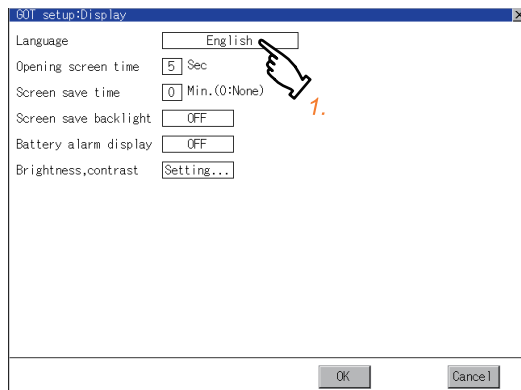 GOT setup:Display
Language English
Opening screen time 5 Sec
Screen save time 0 Min.(0:None)
1.
Screen save backlight OFF
Battery alarm display OFF
Brightness,contrast Setting...
OK Cancel